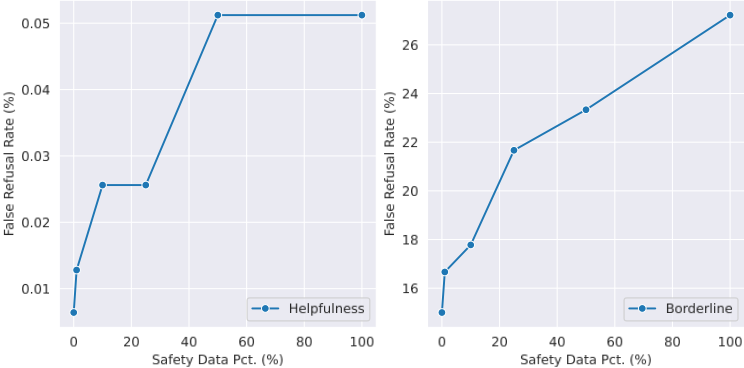 0.05
0.04
0.03
0.02
0.01
False Refusal Rate (%)
0 20 40 60 80 100
Safety Data Pct. (%)
Helpfulness
26
24
22
20
18
16
False Refusal Rate (%)
0 20 40 60 80 100
Safety Data Pct. (%)
Borderline